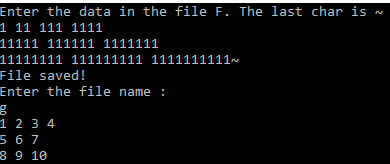 Enter the data in the file F. The last char is ~
1 11 111 1111
11111 111111 1111111
11111111 111111111 1111111111~
File saved!
Enter the file name :
g
1 2 3 4
5 6 7
8 9 10